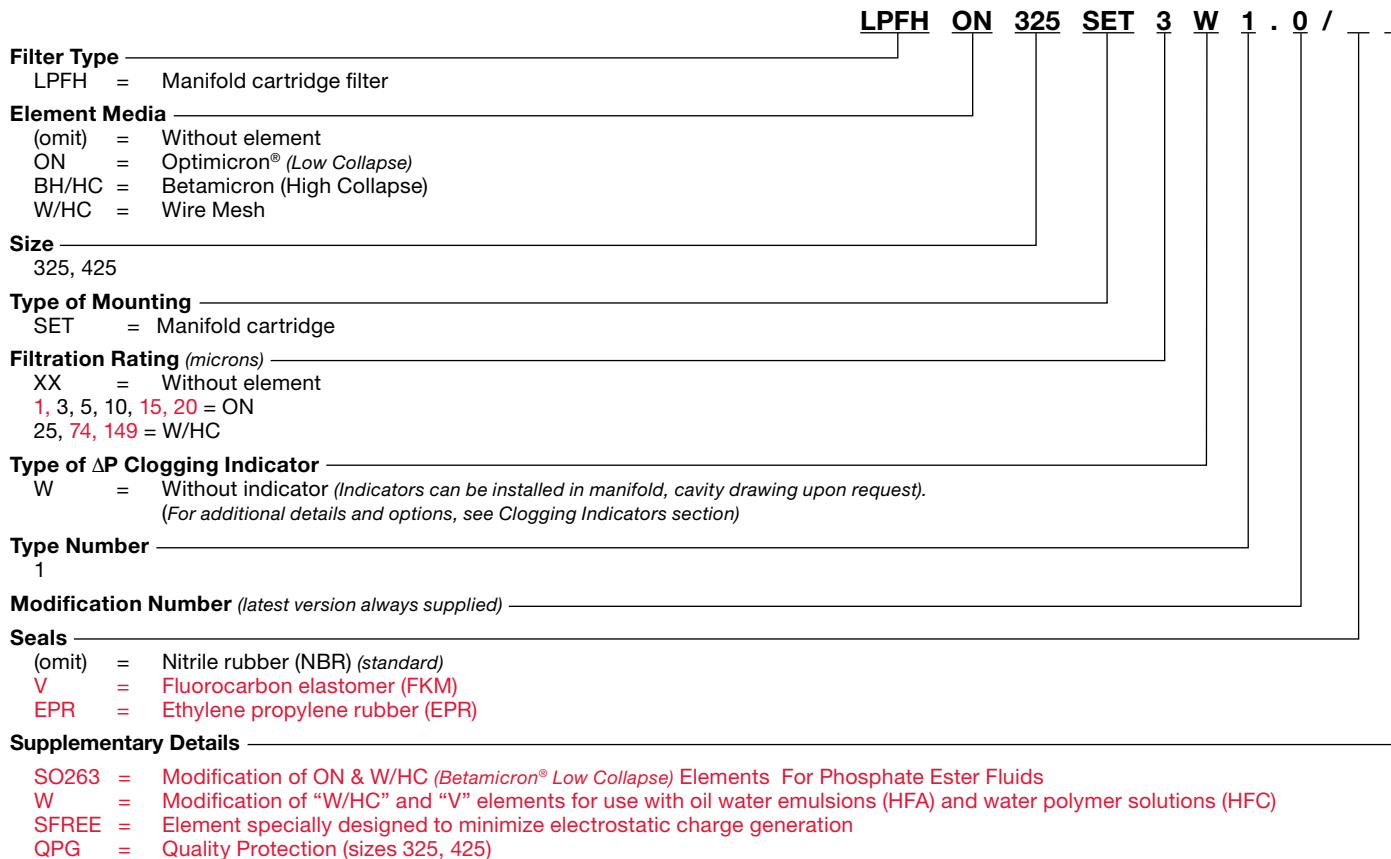 LPFH ON 325 SET 3 W 1 . 0 / _ _
Filter Type
LPFH = Manifold cartridge filter
Element Media
(omit) = Without element
ON = Optimicron® (Low Collapse)
BH/HC = Betamicron (High Collapse)
W/HC = Wire Mesh
Size
325, 425
Type of Mounting
SET = Manifold cartridge
Filtration Rating (microns)
XX = Without element
1, 3, 5, 10, 15, 20 = ON
25, 74, 149 = W/HC
Type of ΔP Clogging Indicator
W = Without indicator (Indicators can be installed in manifold, cavity drawing upon request).
(For additional details and options, see Clogging Indicators section)
Type Number
1
Modification Number (latest version always supplied)
Seals
(omit) = Nitrile rubber (NBR) (standard)
V = Fluorocarbon elastomer (FKM)
EPR = Ethylene propylene rubber (EPR)
Supplementary Details
SO263 = Modification of ON & W/HC (Betamicron® Low Collapse) Elements For Phosphate Ester Fluids
W = Modification of “W/HC” and “V” elements for use with oil water emulsions (HFA) and water polymer solutions (HFC)
SFREE = Element specially designed to minimize electrostatic charge generation
QPG = Quality Protection (sizes 325, 425)